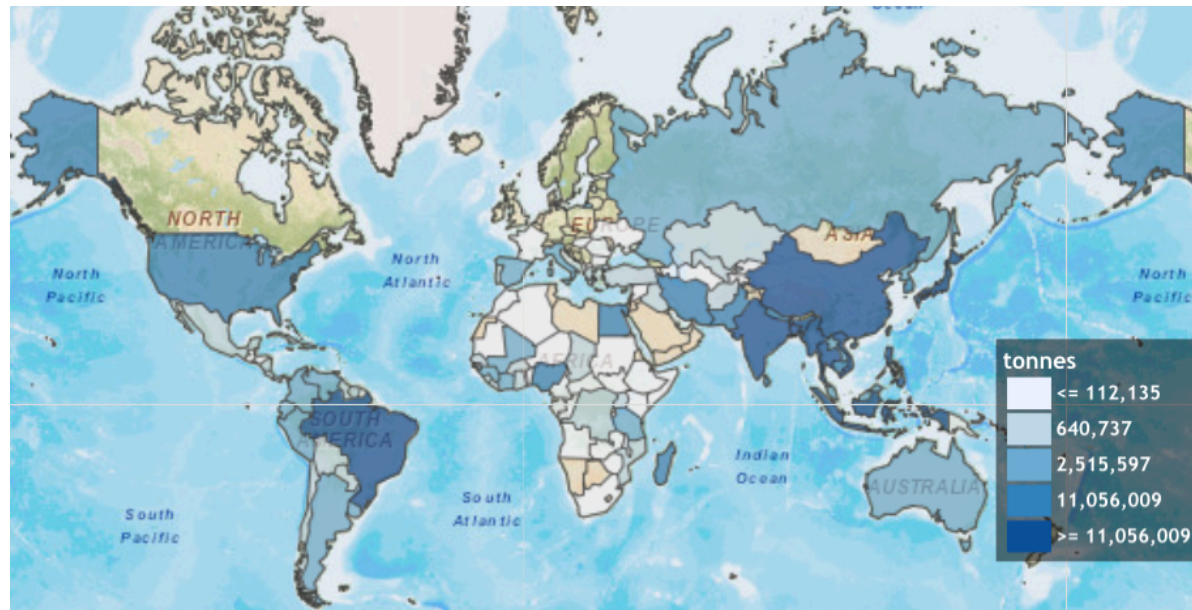 Ocean
NORTH
AMERICA
EUROPE
ASIA
North
Atlantic
North
Pacific
North
Pacific
AFRICA
tonnes
<= 112,135
640,737
2,515,597
11,056,009
>= 11,056,009
SOUTH
AMERICA
Indian
Ocean
AUSTRALIA
South
Atlantic
South
Pacific